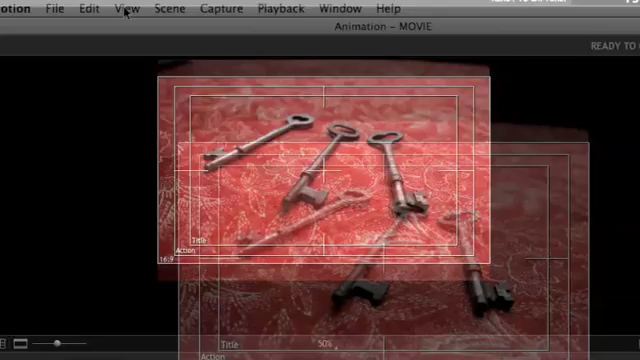 otion File Edit View Scene Capture Playback Window Help
Animation – MOVIE
READY TO
Title
Action
16:9
Title
50%
Action